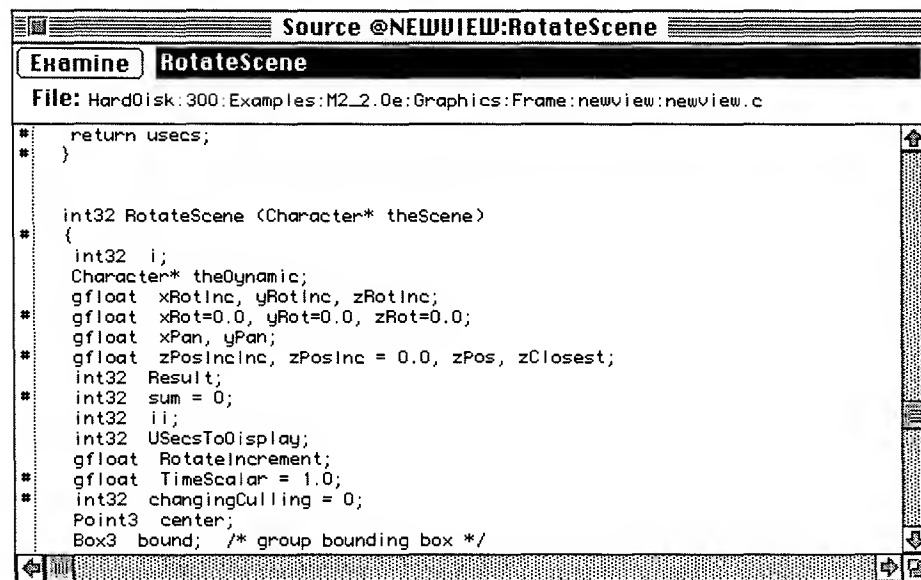 Source @NEWVIEW:RotateScene
Examine RotateScene
File: HardDisk:300:Examples:M2_2.0e:Graphics:Frame:newview:newview.c
# return usecs;
# }
int32 RotateScene (Character* theScene)
# {
int32 i;
Character* theDynamic;
gfloat xRotInc, yRotInc, zRotInc;
# gfloat xRot=0.0, yRot=0.0, zRot=0.0;
gfloat xPan, yPan;
# gfloat zPosIncInc, zPosInc = 0.0, zPos, zClosest;
int32 Result;
# int32 sum = 0;
int32 ii;
int32 USecsToDisplay;
gfloat RotateIncrement;
# gfloat TimeScalar = 1.0;
# int32 changingCulling = 0;
Point3 center;
Box3 bound; /* group bounding box */